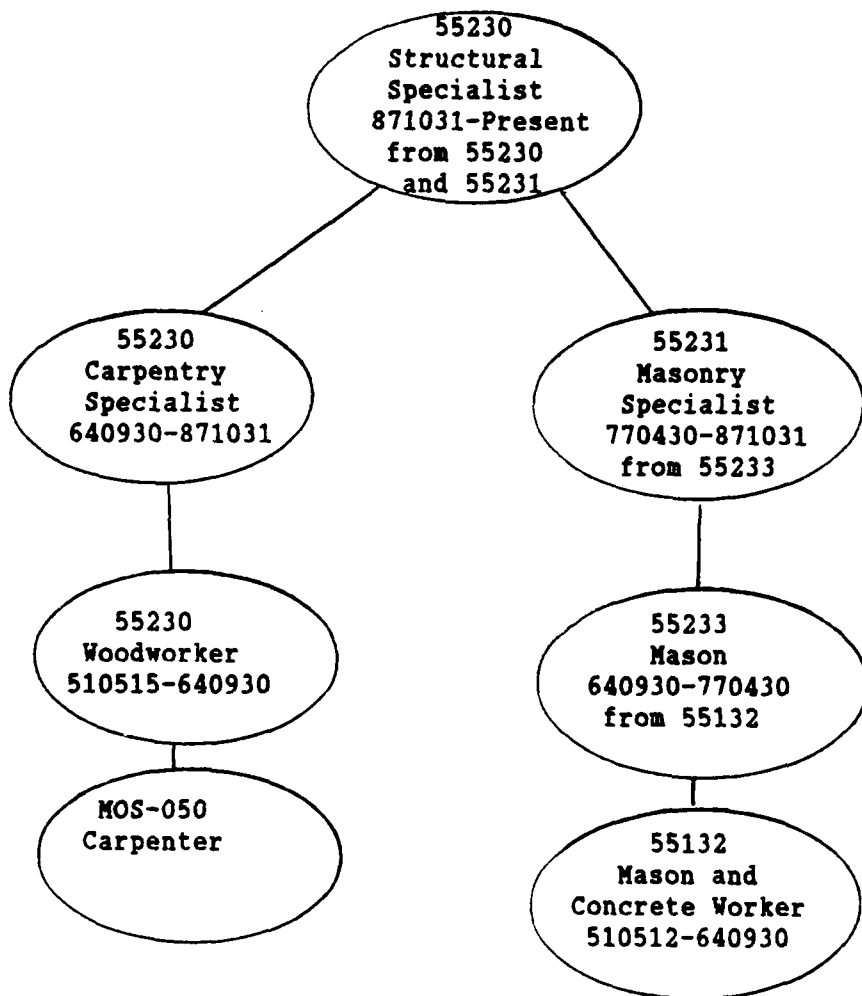 55230
Structural
Specialist
871031-Present
from 55230
and 55231
55230
Carpentry
Specialist
640930-871031
55231
Masonry
Specialist
770430-871031
from 55233
55230
Woodworker
510515-640930
55233
Mason
640930-770430
from 55132
MOS-050
Carpenter
55132
Mason and
Concrete Worker
510512-640930